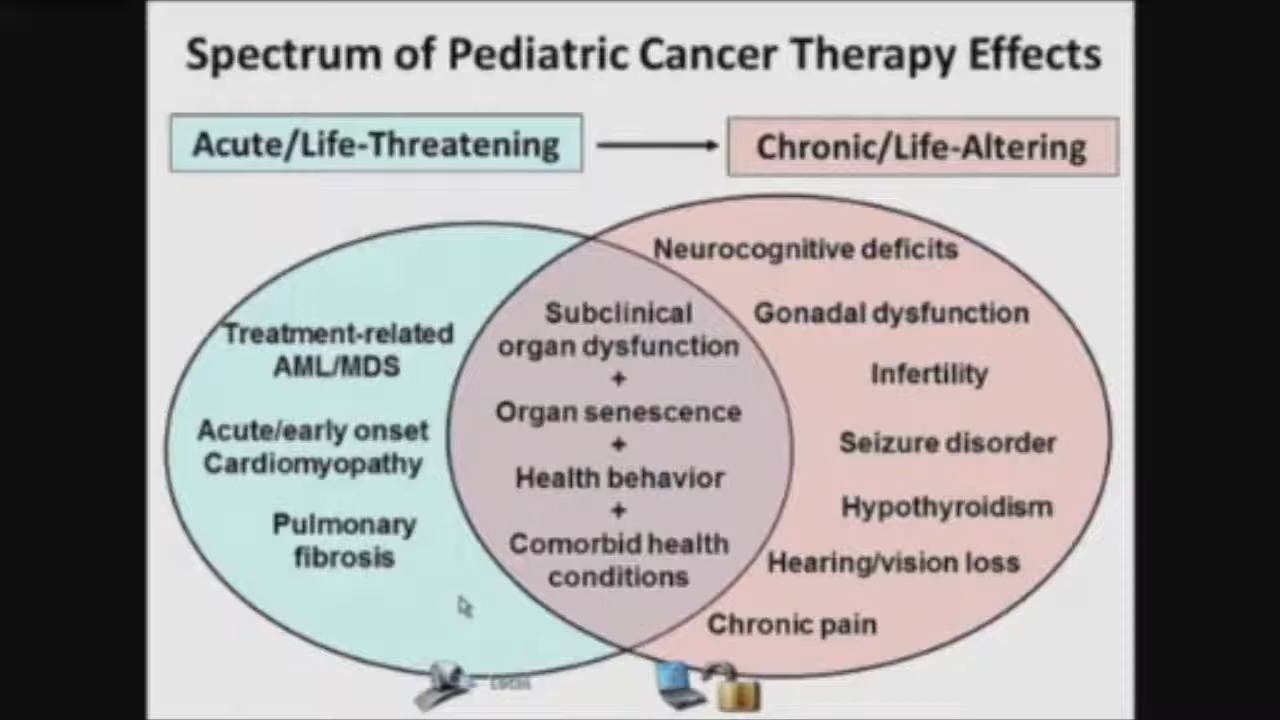 Spectrum of Pediatric Cancer Therapy Effects
Acute/Life-Threatening
Chronic/Life-Altering
Treatment-related
AML/MDS
Acute/early onset
Cardiomyopathy
Pulmonary
fibrosis
Subclinical
organ dysfunction
+
Organ senescence
+
Health behavior
+
Comorbid health
conditions
Neurocognitive deficits
Gonadal dysfunction
Infertility
Seizure disorder
Hypothyroidism
Hearing/vision loss
Chronic pain